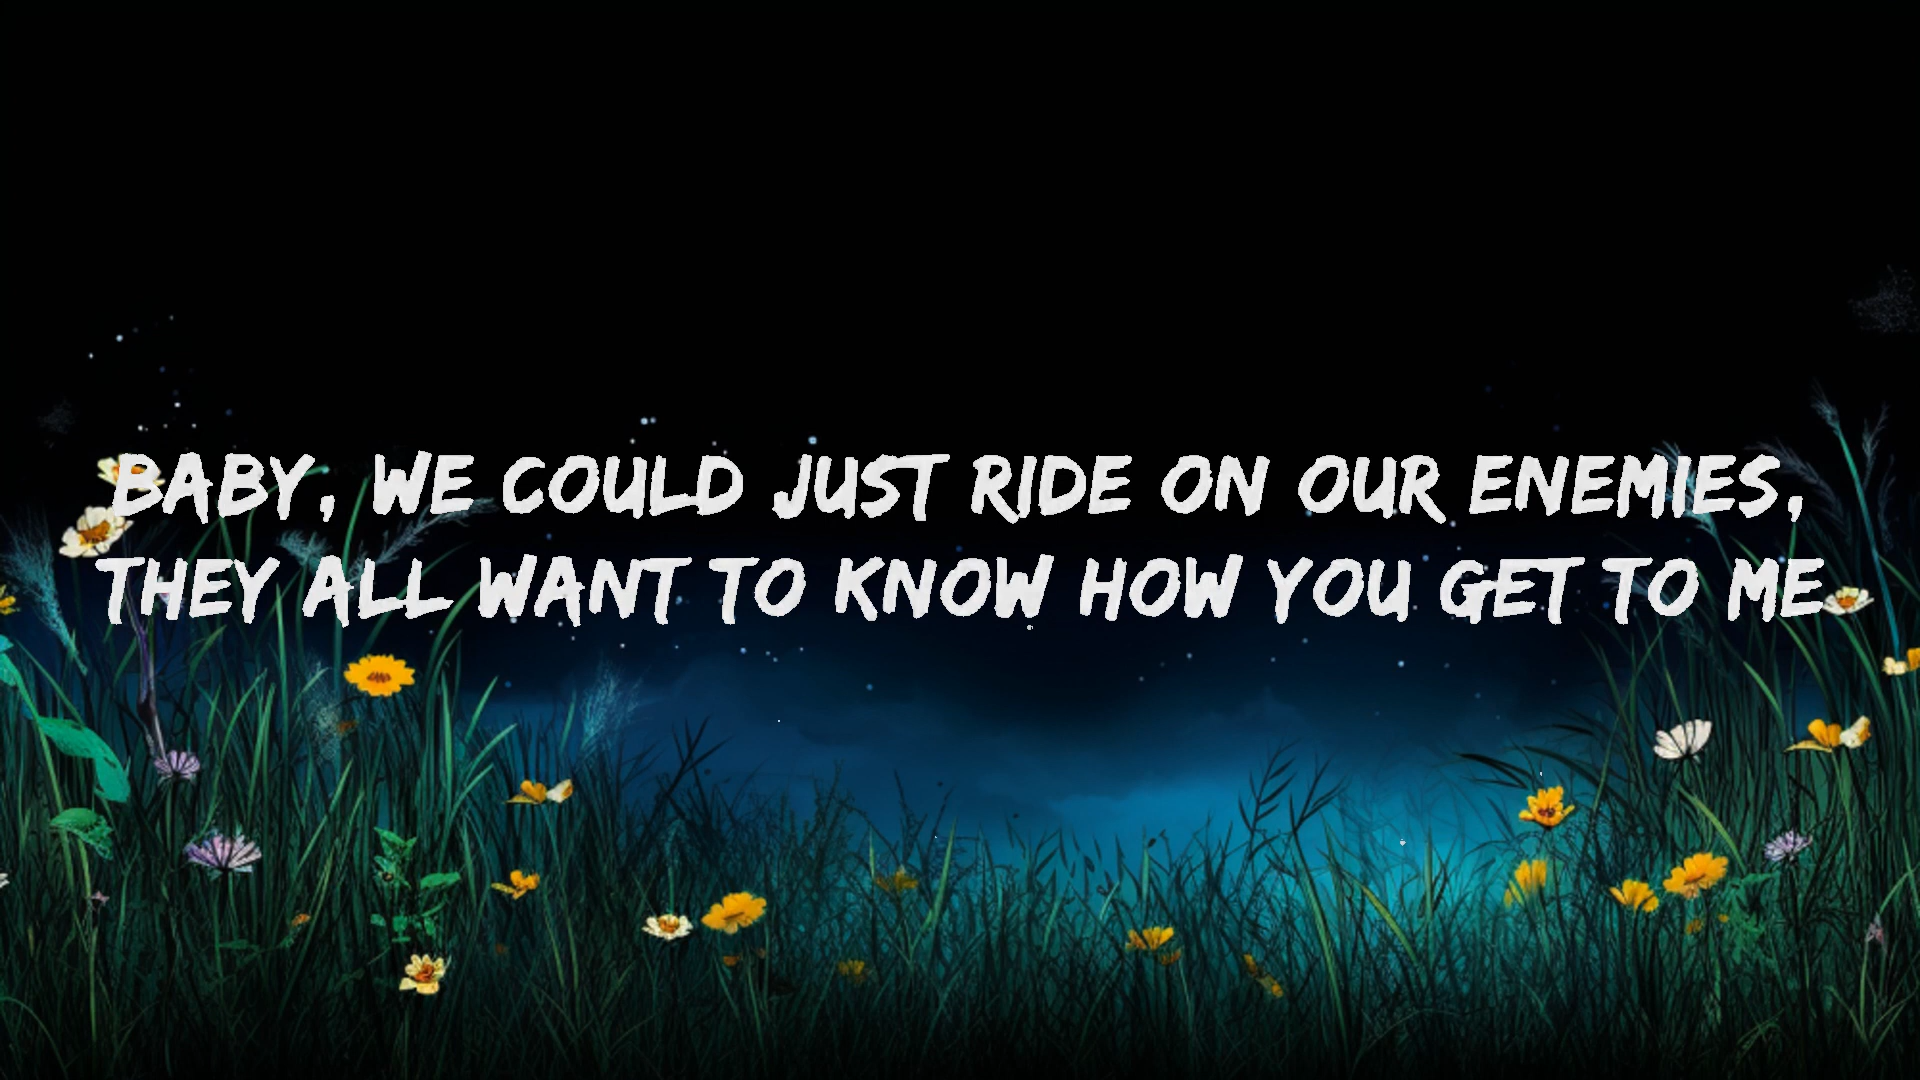 BABY, WE COULD JUST RIDE ON OUR ENEMIES,
THEY ALL WANT TO KNOW HOW YOU GET TO ME